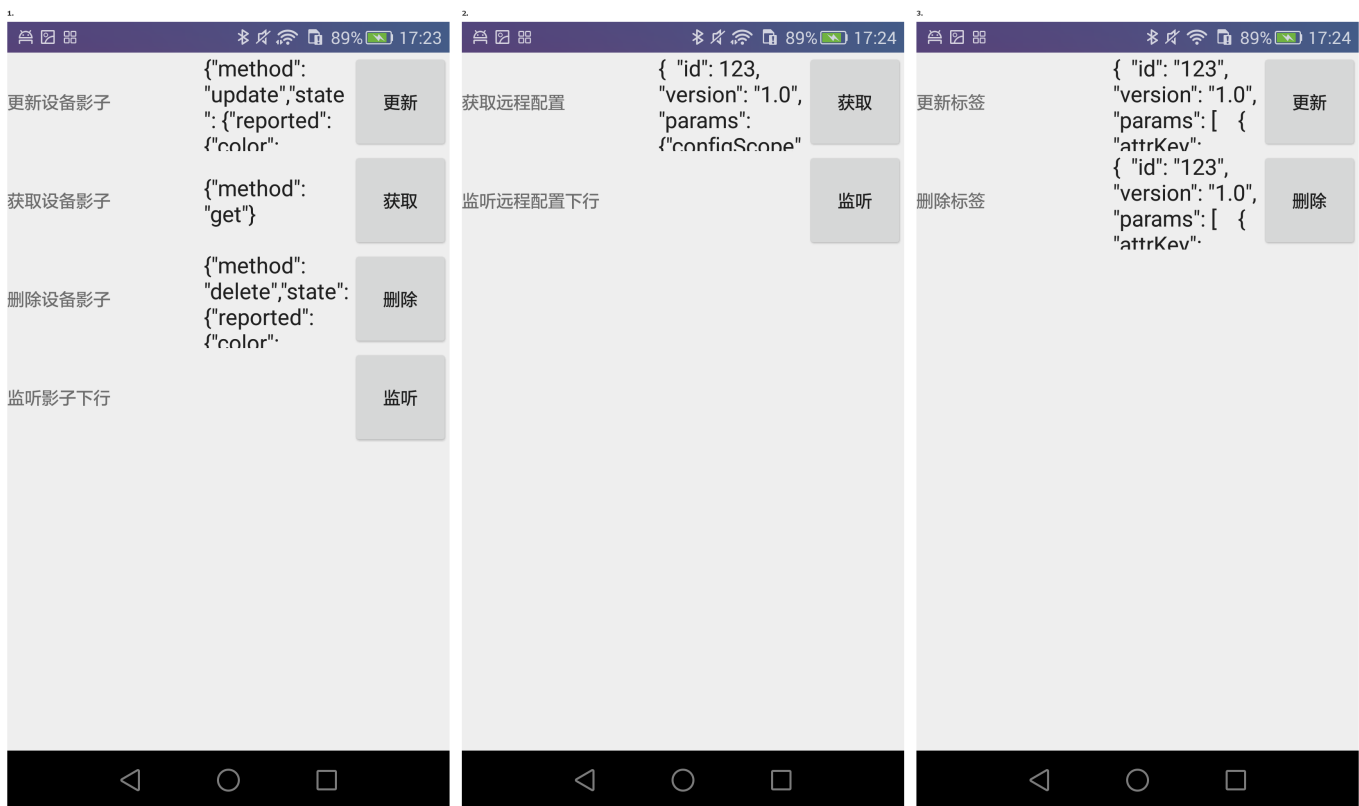 1.
89% 17:23
更新设备影子
{"method":
"update","state
": {"reported":
{"color":
更新
获取设备影子
{"method":
"get"}
获取
删除设备影子
{"method":
"delete","state":
{"reported":
{"color":
删除
监听影子下行
监听
2.
89% 17:24
获取远程配置
{ "id": 123,
"version": "1.0",
"params":
{"configScope"
获取
监听远程配置下行
监听
3.
89% 17:24
更新标签
{ "id": "123",
"version": "1.0",
"params": [ {
"attrKey":
更新
删除标签
{ "id": "123",
"version": "1.0",
"params": [ {
"attrKey":
删除